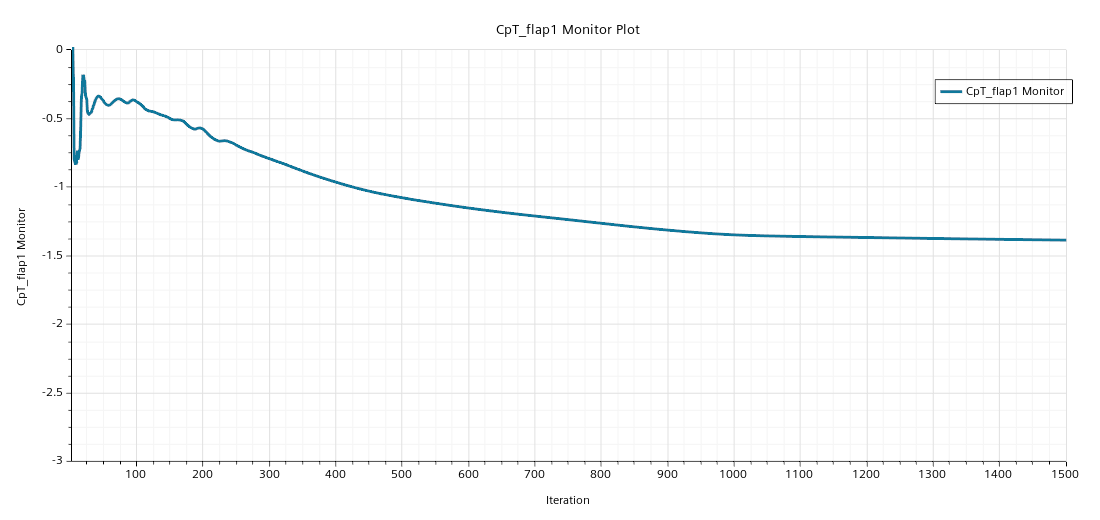 CpT_flap1 Monitor Plot
CpT_flap1 Monitor
0
-0.5
-1
-1.5
-2
-2.5
-3
CpT_flap1 Monitor
100 200 300 400 500 600 700 800 900 1000 1100 1200 1300 1400 1500
Iteration